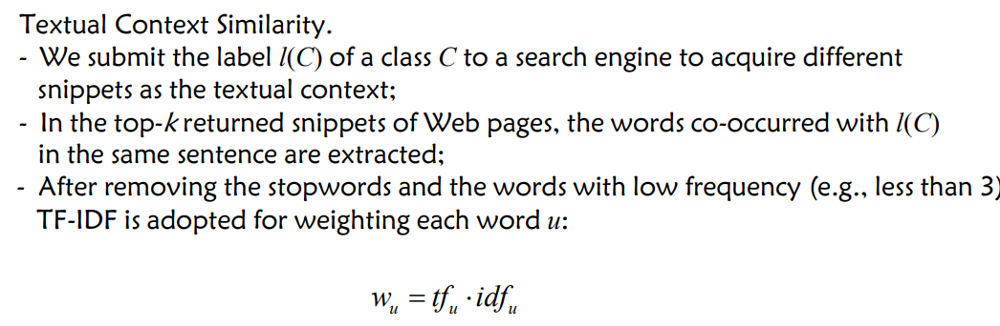 Textual Context Similarity.
- We submit the label l(C) of a class C to a search engine to acquire different
snippets as the textual context;
- In the top-k returned snippets of Web pages, the words co-occurred with l(C)
in the same sentence are extracted;
- After removing the stopwords and the words with low frequency (e.g., less than 3)
TF-IDF is adopted for weighting each word u:
w_u = tf_u · idf_u